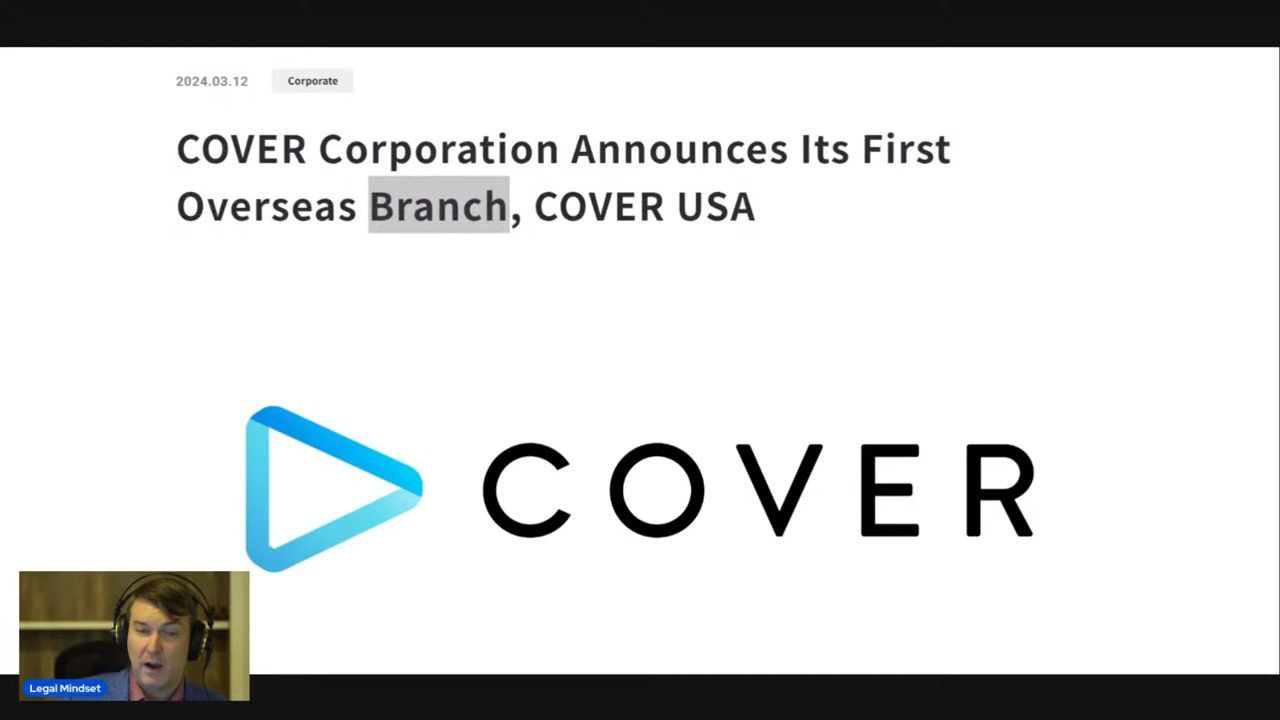 2024.03.12 Corporate
COVER Corporation Announces Its First
Overseas Branch, COVER USA
COVER
Legal Mindset